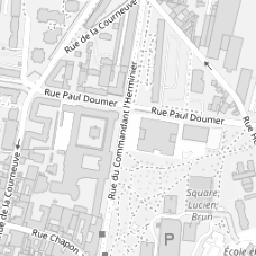 Rue de la Courneuve
Rue Paul Doumer
Rue Paul Doumer
Rue du Commandant l'Herminier
Rue de la Courneuve
Square
Lucien
Brun
P
Rue Chapon
École et